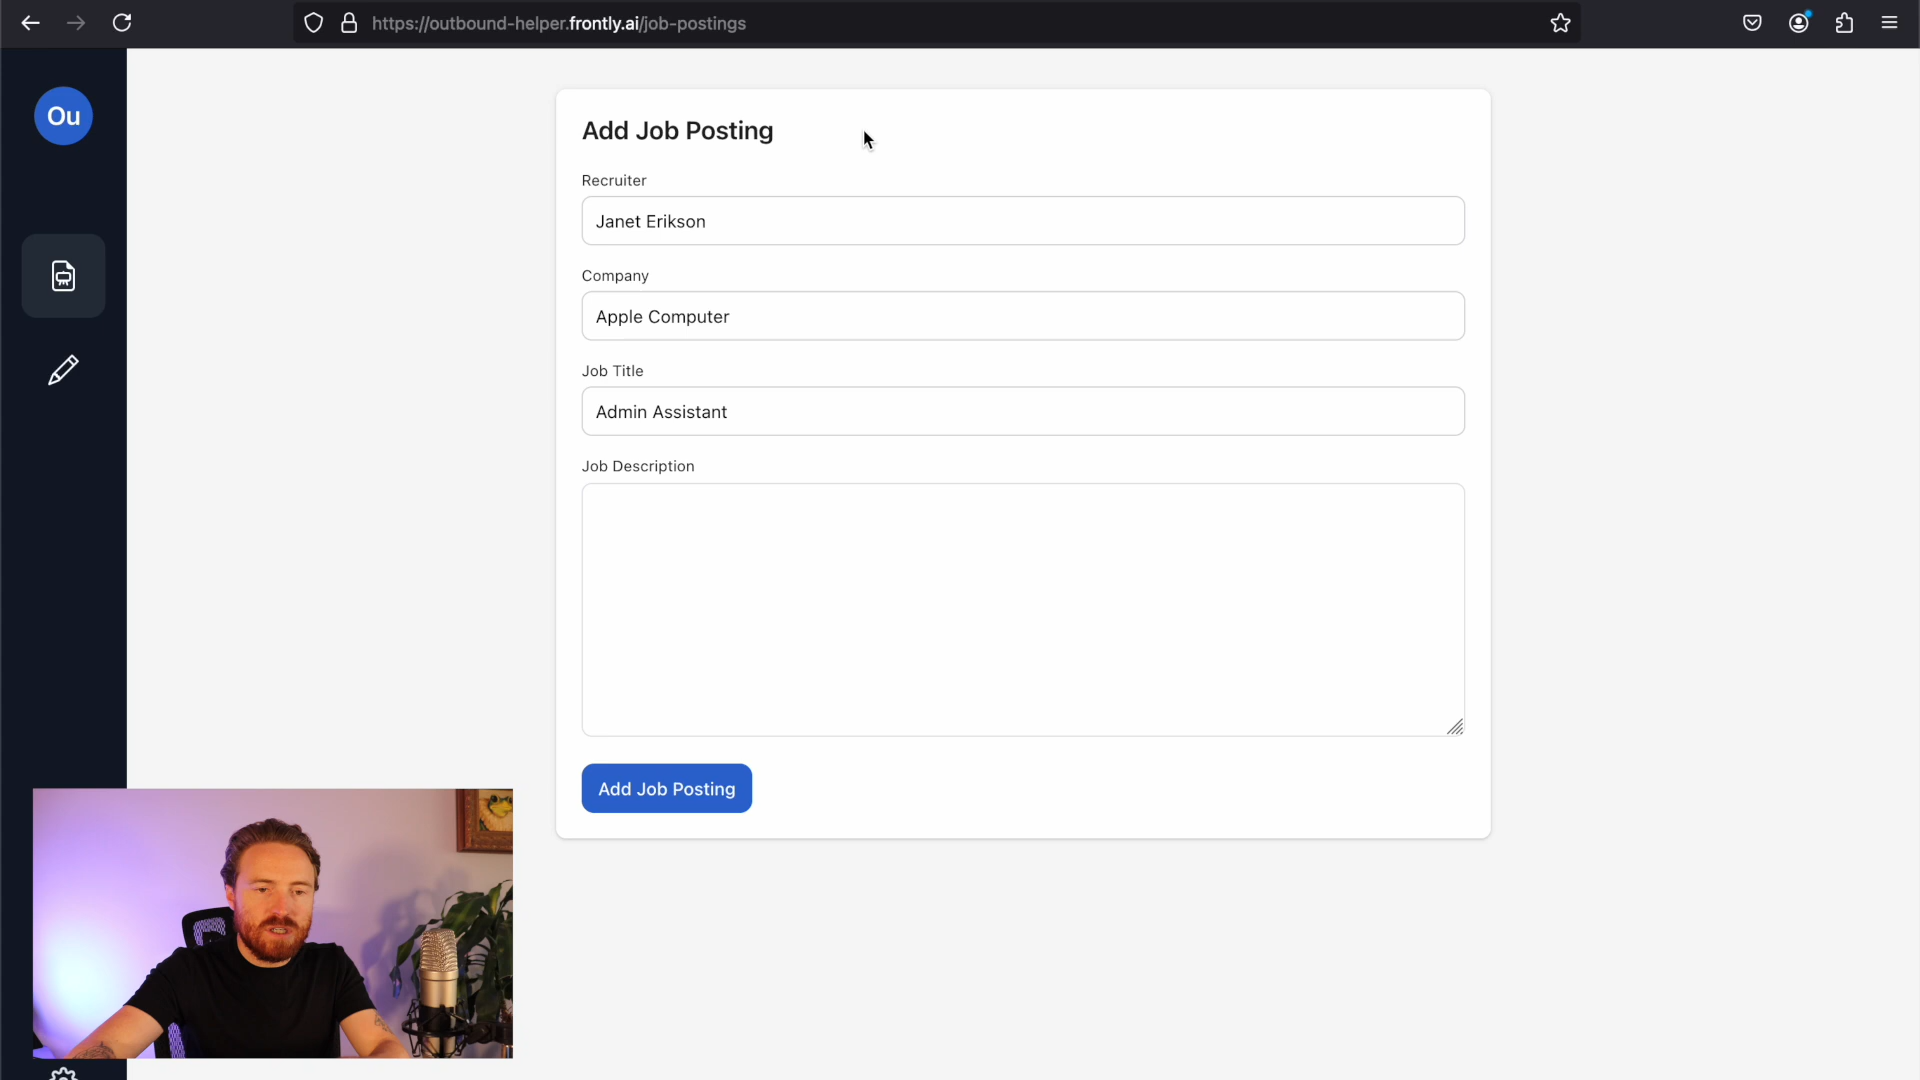 https://outbound-helper.frontly.ai/job-postings
Ou
Add Job Posting
Recruiter
Janet Erikson
Company
Apple Computer
Job Title
Admin Assistant
Job Description
Add Job Posting